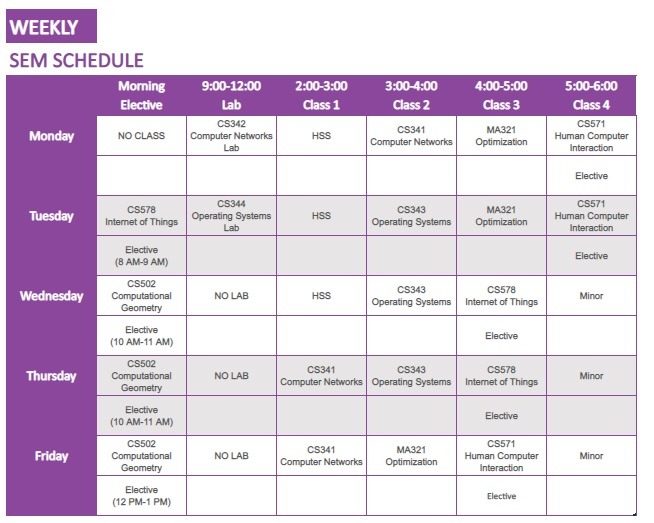 WEEKLY
SEM SCHEDULE
Morning 9:00-12:00 2:00-3:00 3:00-4:00 4:00-5:00 5:00-6:00
Elective Lab Class 1 Class 2 Class 3 Class 4
Monday
NO CLASS
CS342
Computer Networks
Lab
HSS
CS341
Computer Networks
MA321
Optimization
CS571
Human Computer
Interaction
Elective
Tuesday
CS578
Internet of Things
CS344
Operating Systems
Lab
HSS
CS343
Operating Systems
MA321
Optimization
CS571
Human Computer
Interaction
Elective
(8 AM-9 AM)
Elective
Wednesday
CS502
Computational
Geometry
NO LAB
HSS
CS343
Operating Systems
CS578
Internet of Things
Minor
Elective
(10 AM-11 AM)
Elective
Thursday
CS502
Computational
Geometry
NO LAB
CS341
Computer Networks
CS343
Operating Systems
CS578
Internet of Things
Minor
Elective
(10 AM-11 AM)
Elective
Friday
CS502
Computational
Geometry
NO LAB
CS341
Computer Networks
MA321
Optimization
CS571
Human Computer
Interaction
Minor
Elective
(12 PM-1 PM)
Elective